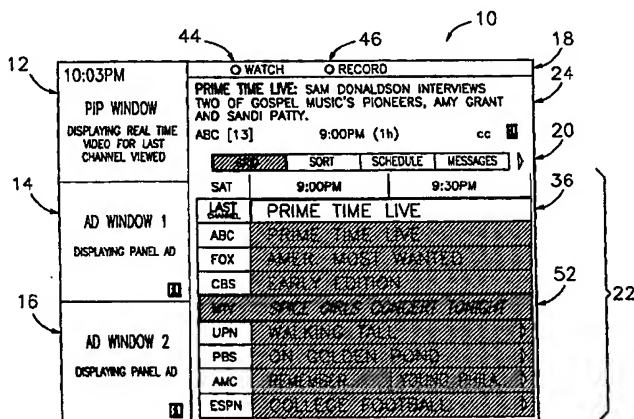 44
46
10
12
18
24
20
36
22
52
14
16
10:03PM
PIP WINDOW
DISPLAYING REAL TIME
VIDEO FOR LAST
CHANNEL VIEWED
AD WINDOW 1
DISPLAYING PANEL AD
AD WINDOW 2
DISPLAYING PANEL AD
WATCH RECORD
PRIME TIME LIVE: SAM DONALDSON INTERVIEWS
TWO OF GOSPEL MUSIC'S PIONEERS, AMY GRANT
AND SANDI PATTY.
ABC [13] 9:00PM (1h) cc
GRID SORT SCHEDULE MESSAGES
SAT 9:00PM 9:30PM
LAST CHANNEL PRIME TIME LIVE
ABC PRIME TIME LIVE
FOX AMER. MOST WANTED
CBS EARLY EDITION
SPICE GIRLS CONCERT TONIGHT
UPN WALKING TALL
PBS ON GOLDEN POND
AMC REMEMBER... YOUNG PHILA.
ESPN COLLEGE FOOTBALL